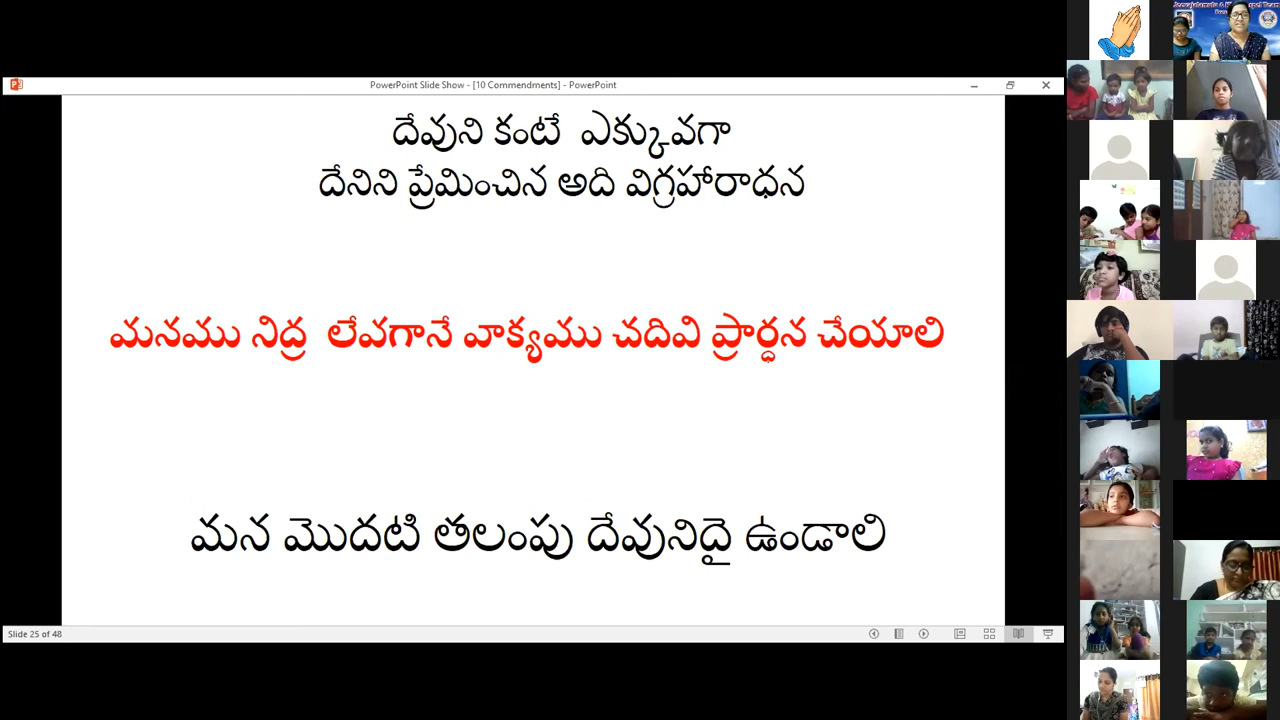 PowerPoint Slide Show - [10 Commendments] - PowerPoint
దేవుని కంటే ఎక్కువగా
దేనిని ప్రేమించిన అది విగ్రహారాధన
మనము నిద్ర లేవగానే వాక్యము చదివి ప్రార్ధన చేయాలి
మన మొదటి తలంపు దేవునిదై ఉండాలి
Slide 25 of 48